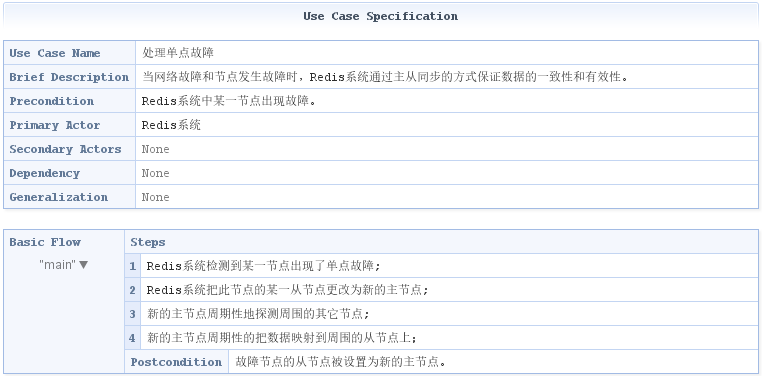 Use Case Specification
Use Case Name 处理单点故障
Brief Description 当网络故障和节点发生故障时，Redis系统通过主从同步的方式保证数据的一致性和有效性。
Precondition Redis系统中某一节点出现故障。
Primary Actor Redis系统
Secondary Actors None
Dependency None
Generalization None
Basic Flow Steps
"main" ▼
1 Redis系统检测到某一节点出现了单点故障；
2 Redis系统把此节点的某一从节点更改为新的主节点；
3 新的主节点周期性地探测周围的其它节点；
4 新的主节点周期性的把数据映射到周围的从节点上；
Postcondition 故障节点的从节点被设置为新的主节点。